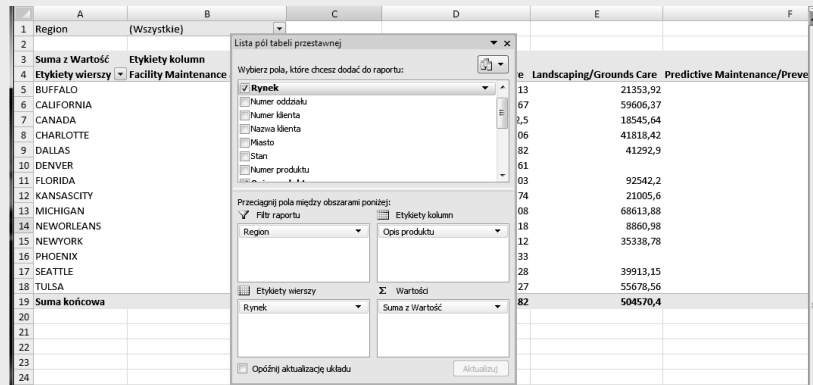 A B C D E F
1 Region (Wszystkie)
2
3 Suma z Wartość Etykiety kolumn
4 Etykiety wierszy Facility Maintenance Landscaping/Grounds Care Predictive Maintenance/Preve
5 BUFFALO 13 21353,92
6 CALIFORNIA 67 59606,37
7 CANADA 2,5 18545,64
8 CHARLOTTE 06 41818,42
9 DALLAS 82 41292,9
10 DENVER 61
11 FLORIDA 03 92542,2
12 KANSASCITY 74 21005,6
13 MICHIGAN 08 68613,88
14 NEWORLEANS 18 8860,98
15 NEWYORK 12 35338,78
16 PHOENIX 33
17 SEATTLE 28 39913,15
18 TULSA 27 55678,56
19 Suma końcowa 82 504570,4
20
21
22
23
24
Lista pól tabeli przestawnej
Wybierz pola, które chcesz dodać do raportu:
Rynek
Numer oddziału
Numer klienta
Nazwa klienta
Miasto
Stan
Numer produktu
Przeciągnij pola między obszarami poniżej:
Filtr raportu Etykiety kolumn
Region Opis produktu
Etykiety wierszy Σ Wartości
Rynek Suma z Wartość
Opóźnij aktualizację układu Aktualizuj